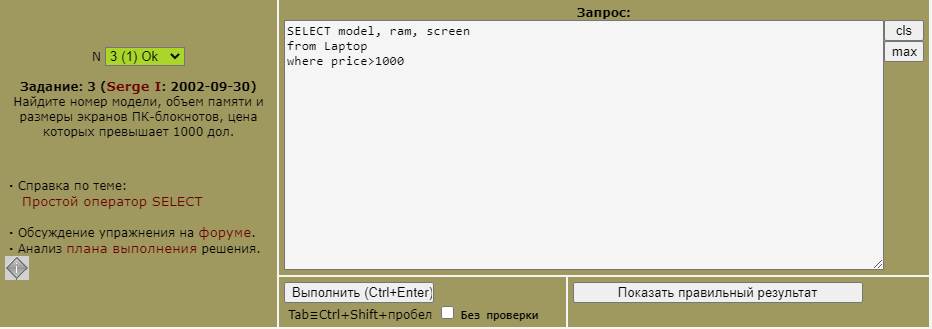 N 3 (1) Ok
Задание: 3 (Serge I: 2002-09-30)
Найдите номер модели, объем памяти и
размеры экранов ПК-блокнотов, цена
которых превышает 1000 дол.
· Справка по теме:
Простой оператор SELECT
· Обсуждение упражнения на форуме.
· Анализ плана выполнения решения.
Запрос:
SELECT model, ram, screen
from Laptop
where price>1000
cls
max
Выполнить (Ctrl+Enter)
Tab≡Ctrl+Shift+пробел Без проверки
Показать правильный результат